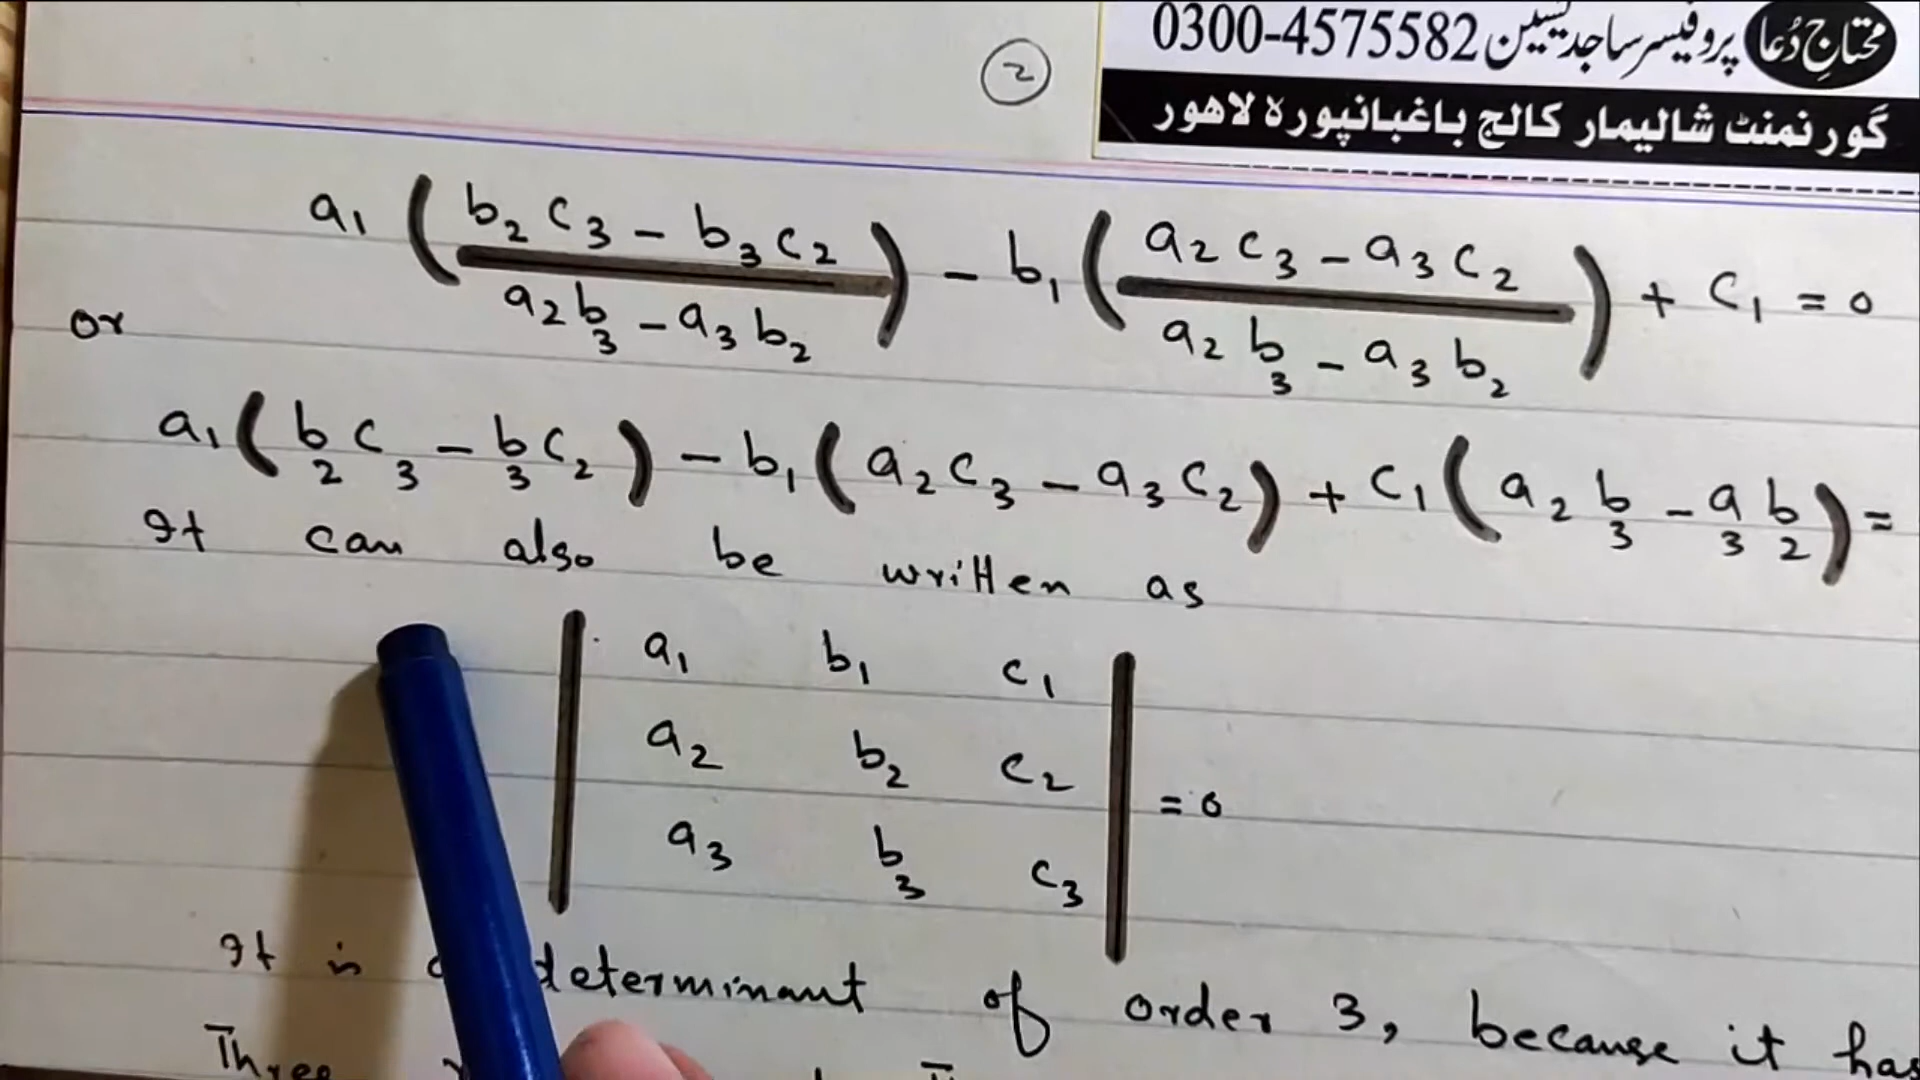 محتاجِ دُعا پروفیسر ساجد یٰسین 0300-4575582
گورنمنٹ شالیمار کالج باغبانپورہ لاھور
2
a₁ ( (b₂c₃ - b₃c₂) / (a₂b₃ - a₃b₂) ) - b₁ ( (a₂c₃ - a₃c₂) / (a₂b₃ - a₃b₂) ) + c₁ = 0
or
a₁ ( b₂c₃ - b₃c₂ ) - b₁ ( a₂c₃ - a₃c₂ ) + c₁ ( a₂b₃ - a₃b₂ ) =
It can also be written as
| a₁ b₁ c₁ |
| a₂ b₂ c₂ | = 0
| a₃ b₃ c₃ |
It is determinant of order 3, because it has
Three